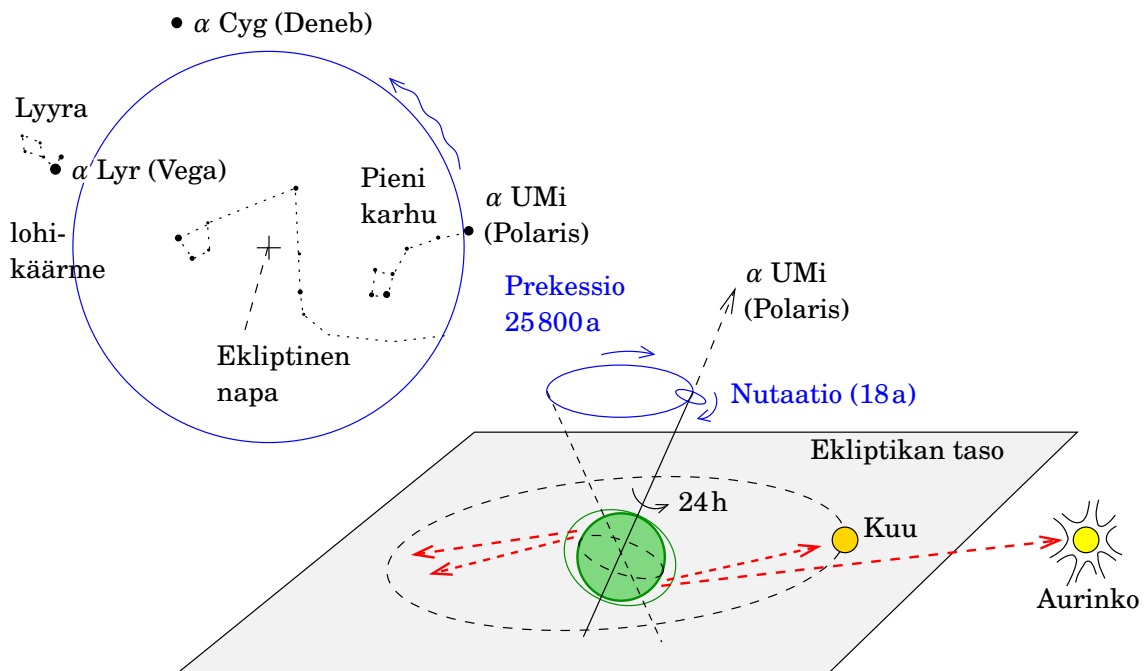 α Cyg (Deneb)
Lyyra
α Lyr (Vega)
Pieni
karhu
α UMi
(Polaris)
lohi-
käärme
Ekliptinen
napa
Prekessio
25800 a
α UMi
(Polaris)
Nutaatio (18 a)
Ekliptikan taso
24 h
Kuu
Aurinko